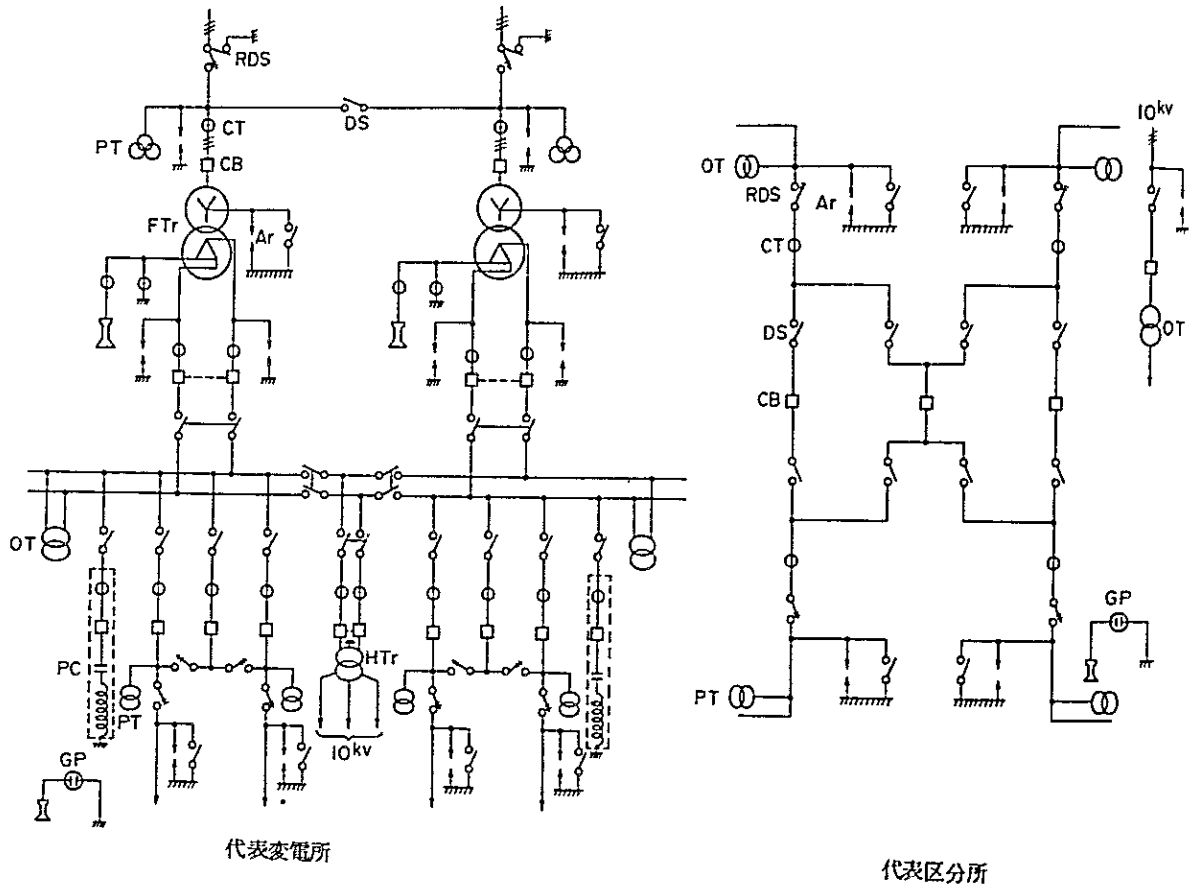 RDS
DS
CT
PT
CB
FTr
Ar
OT
PC
PT
HTr
10kv
GP
代表変電所
10kv
OT
RDS
Ar
CT
DS
OT
CB
GP
PT
代表区分所